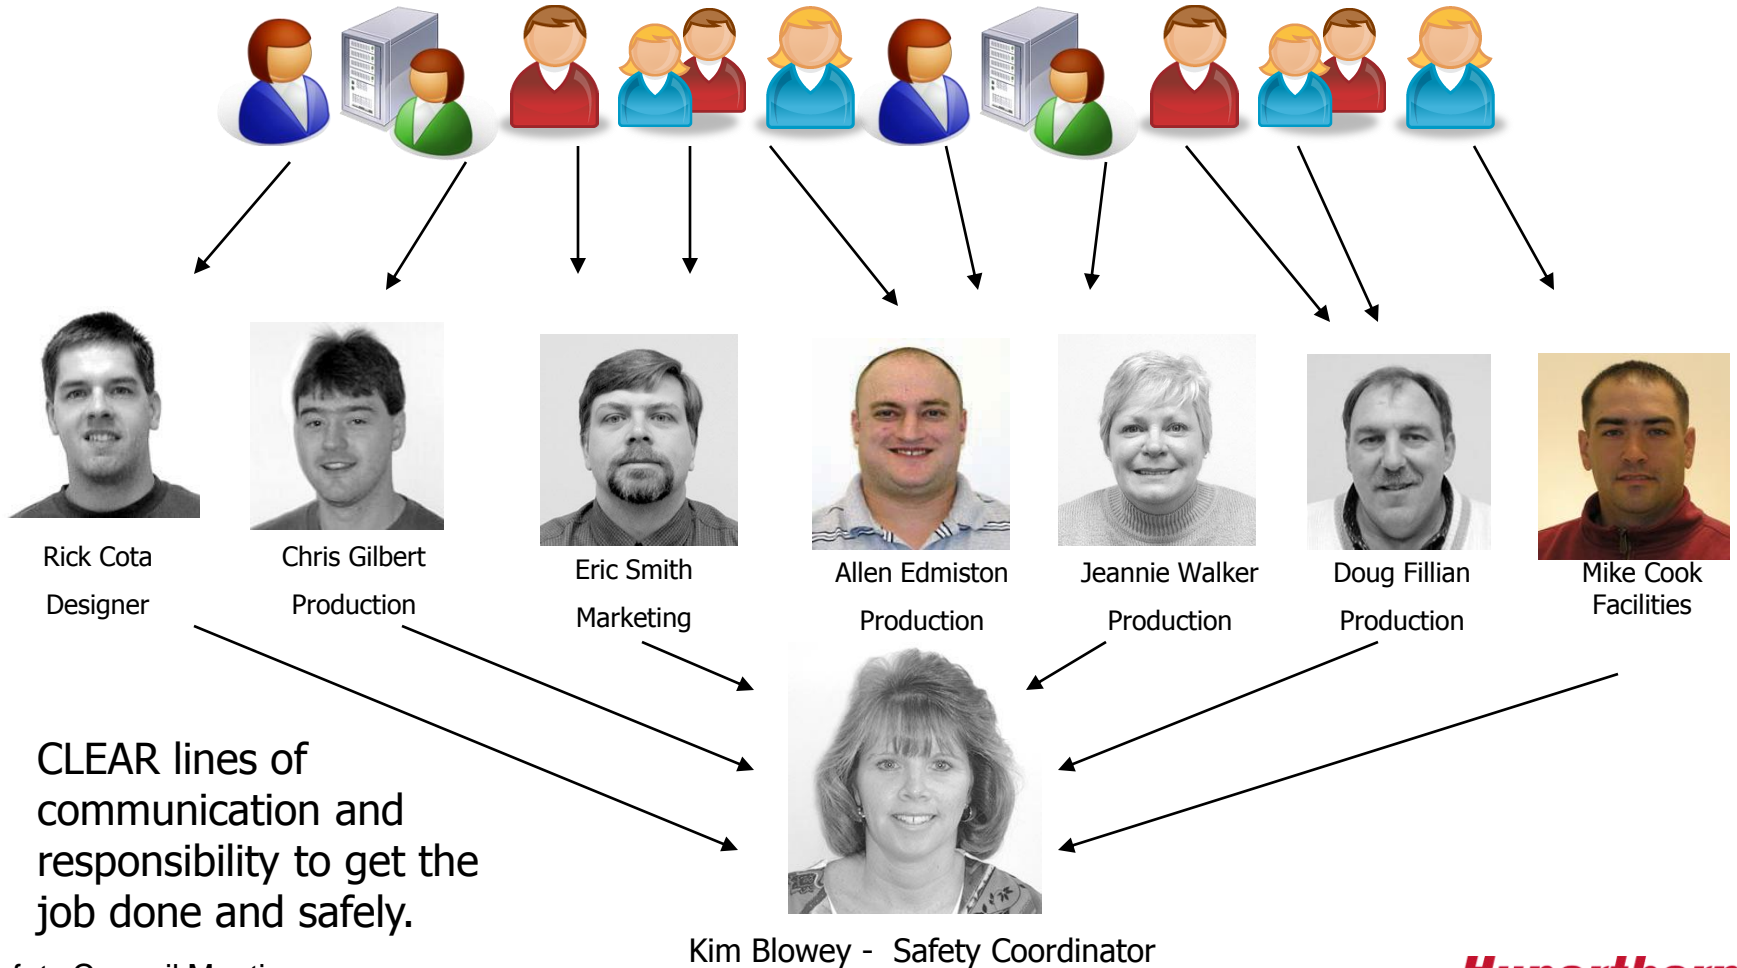 Rick Cota
Designer
Chris Gilbert
Production
Eric Smith
Marketing
Allen Edmiston
Production
Jeannie Walker
Production
Doug Fillian
Production
Mike Cook
Facilities
CLEAR lines of
communication and
responsibility to get the
job done and safely.
Kim Blowey - Safety Coordinator